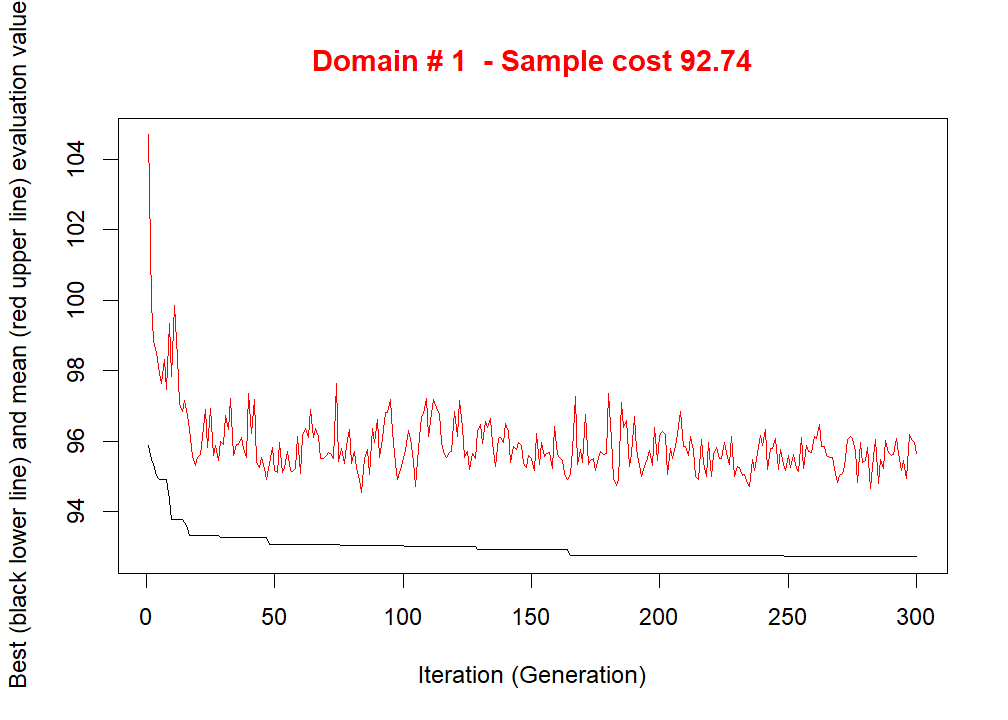 Domain # 1  - Sample cost 92.74
Best (black lower line) and mean (red upper line) evaluation value
104
102
100
98
96
94
0 50 100 150 200 250 300
Iteration (Generation)